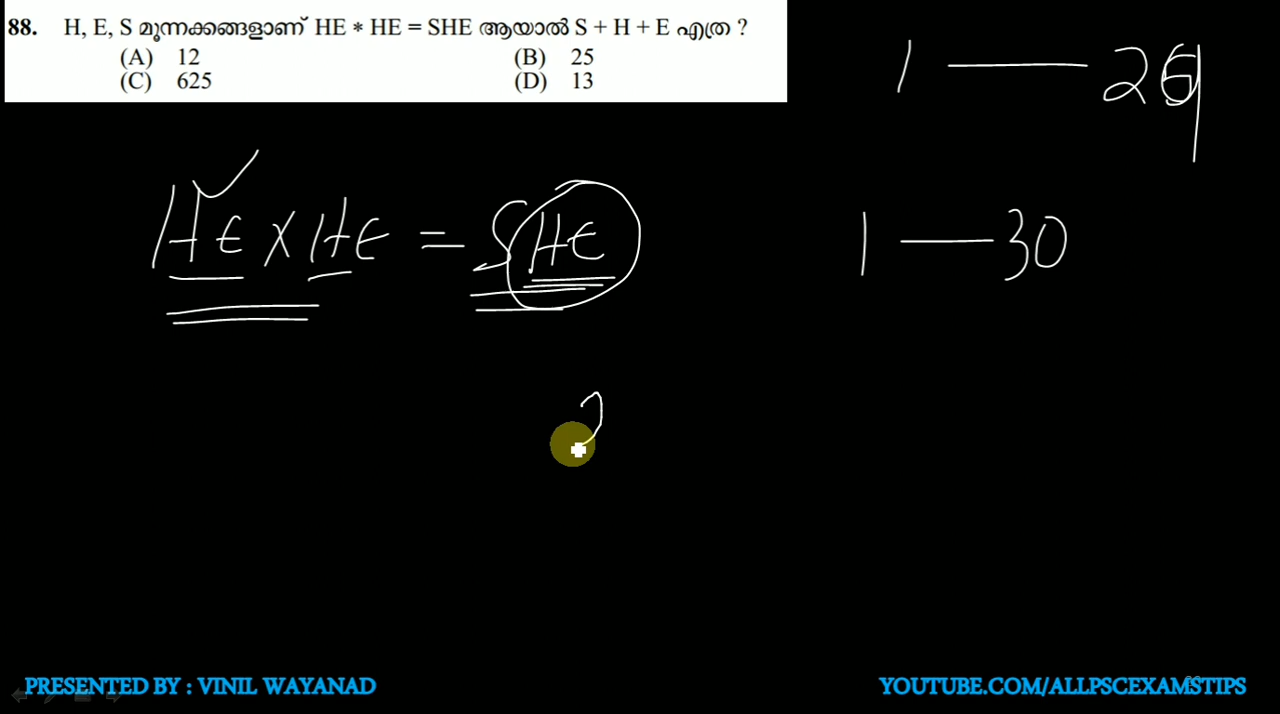 88. H, E, S മൂന്നക്കങ്ങളാണ് HE * HE = SHE ആയാൽ S + H + E എത്ര ?
(A) 12 (B) 25
(C) 625 (D) 13
1 — 26
HE X HE = SHE
1 — 30
2
PRESENTED BY : VINIL WAYANAD
YOUTUBE.COM/ALLPSCEXAMSTIPS